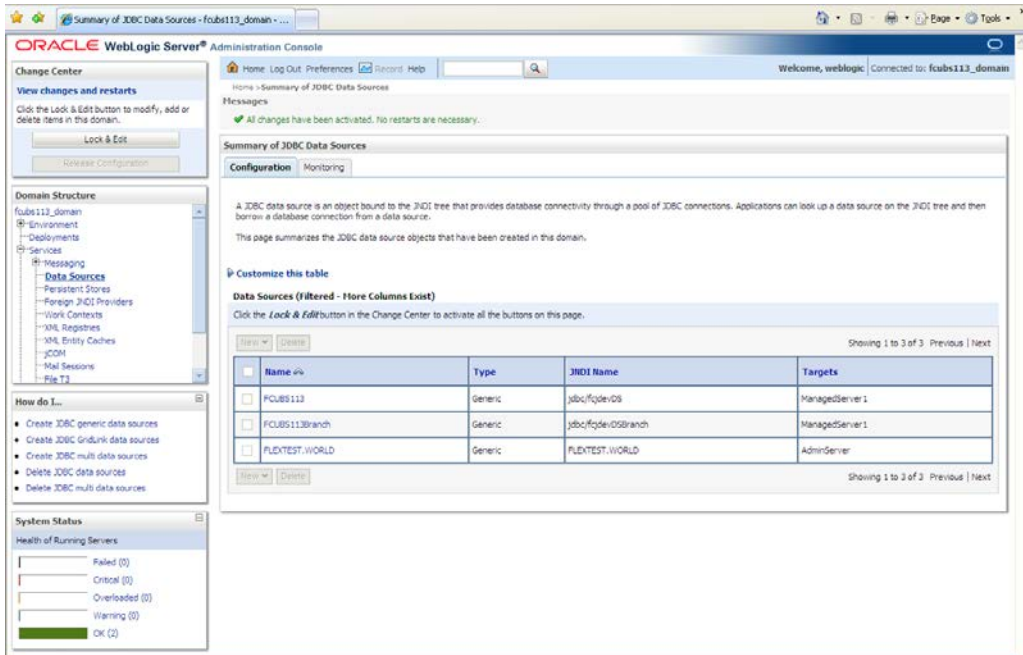 Summary of JDBC Data Sources - fcubs113_domain - ...
Page
Tools
ORACLE WebLogic Server® Administration Console
Change Center
View changes and restarts
Click the Lock & Edit button to modify, add or
delete items in this domain.
Lock & Edit
Release Configuration
Domain Structure
fcubs113_domain
Environment
Deployments
Services
Messaging
Data Sources
Persistent Stores
Foreign JNDI Providers
Work Contexts
XML Registries
XML Entity Caches
jCOM
Mail Sessions
File T3
How do I...
Create JDBC generic data sources
Create JDBC GridLink data sources
Create JDBC multi data sources
Delete JDBC data sources
Delete JDBC multi data sources
System Status
Health of Running Servers
Failed (0)
Critical (0)
Overloaded (0)
Warning (0)
OK (2)
Home Log Out Preferences Record Help
Welcome, weblogic Connected to: fcubs113_domain
Home >Summary of JDBC Data Sources
Messages
All changes have been activated. No restarts are necessary.
Summary of JDBC Data Sources
Configuration Monitoring
A JDBC data source is an object bound to the JNDI tree that provides database connectivity through a pool of JDBC connections. Applications can look up a data source on the JNDI tree and then
borrow a database connection from a data source.
This page summarizes the JDBC data source objects that have been created in this domain.
Customize this table
Data Sources (Filtered - More Columns Exist)
Click the Lock & Edit button in the Change Center to activate all the buttons on this page.
New Delete Showing 1 to 3 of 3 Previous | Next
Name Type JNDI Name Targets
FCUBS113 Generic jdbc/fcjdevDS ManagedServer1
FCUBS113Branch Generic jdbc/fcjdevDSBranch ManagedServer1
FLEXTEST.WORLD Generic FLEXTEST.WORLD AdminServer
New Delete Showing 1 to 3 of 3 Previous | Next